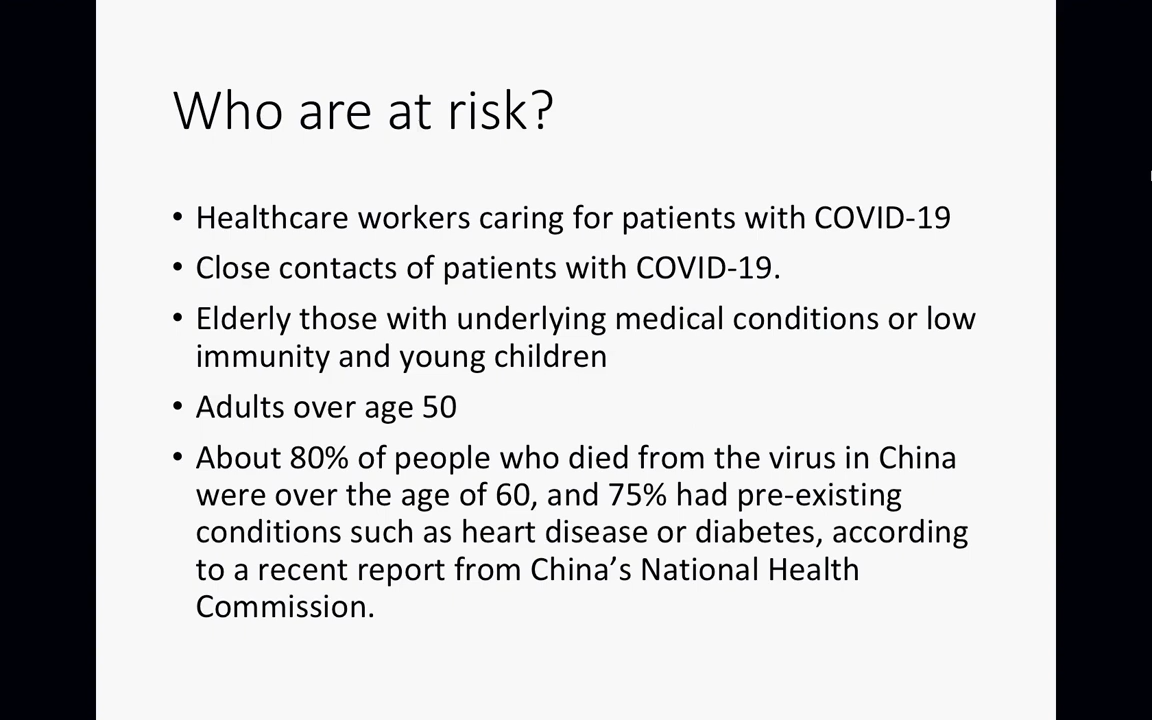 Who are at risk?
• Healthcare workers caring for patients with COVID-19
• Close contacts of patients with COVID-19.
• Elderly those with underlying medical conditions or low
immunity and young children
• Adults over age 50
• About 80% of people who died from the virus in China
were over the age of 60, and 75% had pre-existing
conditions such as heart disease or diabetes, according
to a recent report from China’s National Health
Commission.